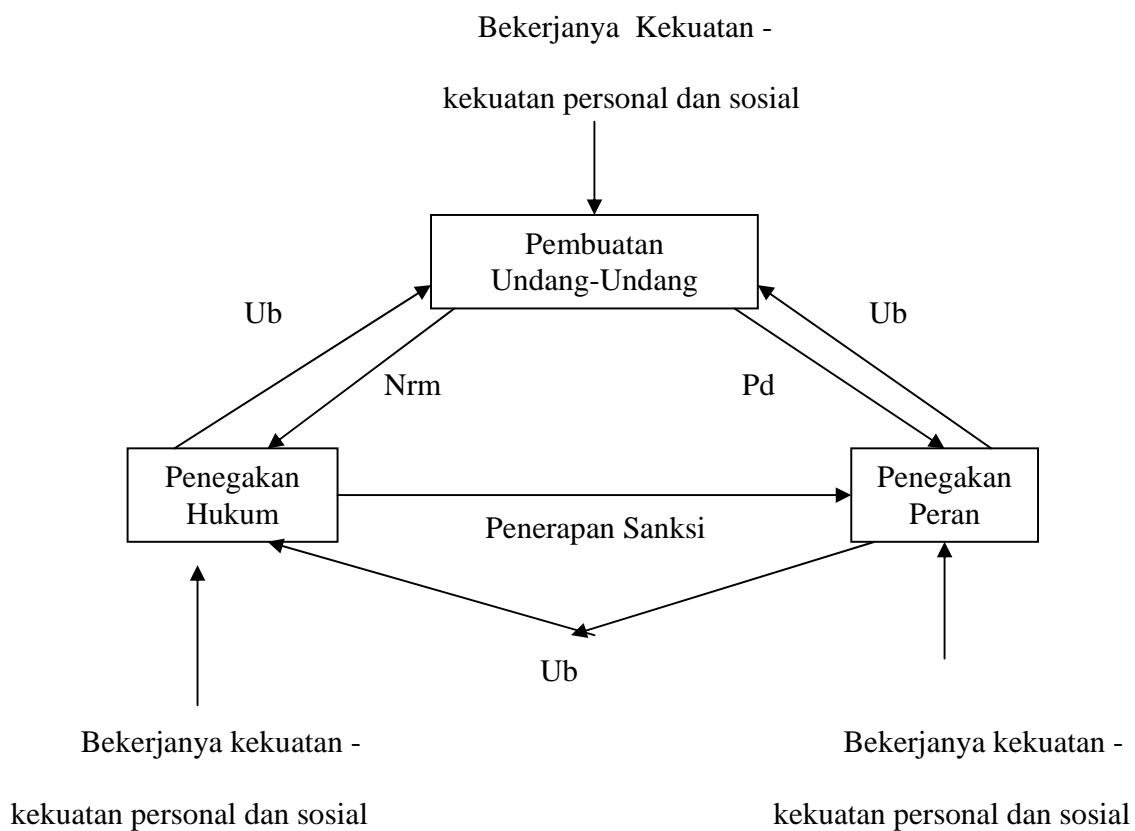 Bekerjanya Kekuatan -
kekuatan personal dan sosial
Pembuatan
Undang-Undang
Ub
Ub
Nrm
Pd
Penegakan
Hukum
Penegakan
Peran
Penerapan Sanksi
Ub
Bekerjanya kekuatan -
kekuatan personal dan sosial
Bekerjanya kekuatan -
kekuatan personal dan sosial